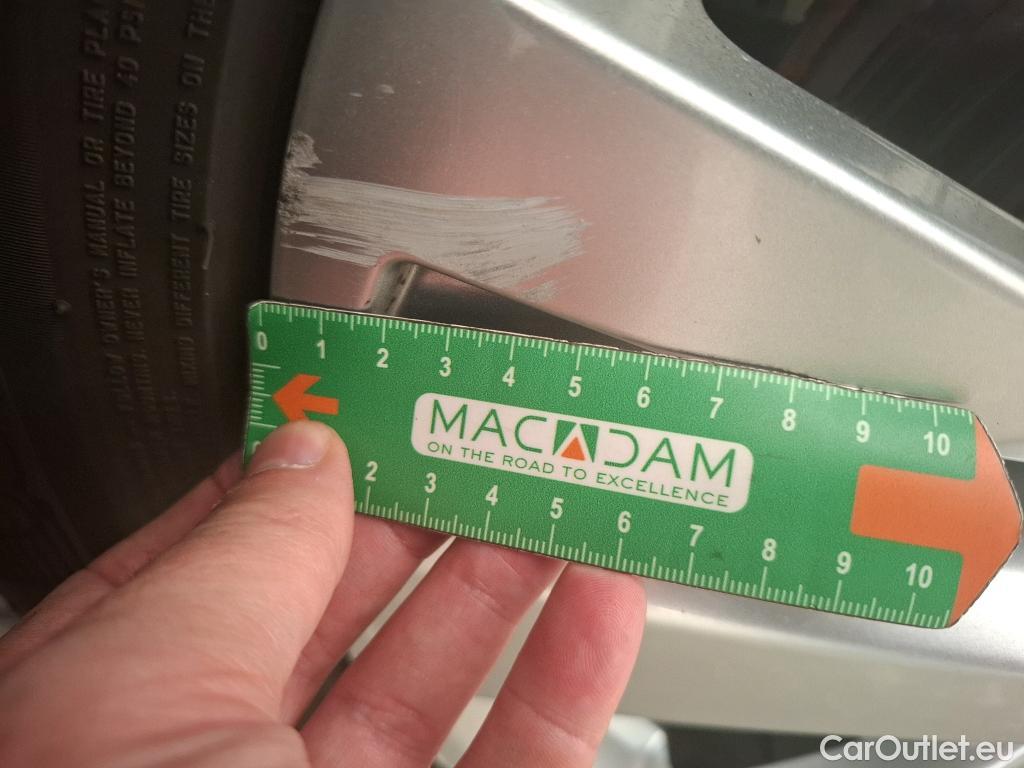 FOLLOW OWNER'S MANUAL OR TIRE PLA
MOUNTING, NEVER INFLATE BEYOND 40 PSI
DIFFERENT TIRE SIZES ON THE
0 1 2 3 4 5 6 7 8 9 10
MACADAM
ON THE ROAD TO EXCELLENCE
2 3 4 5 6 7 8 9 10
CarOutlet.eu